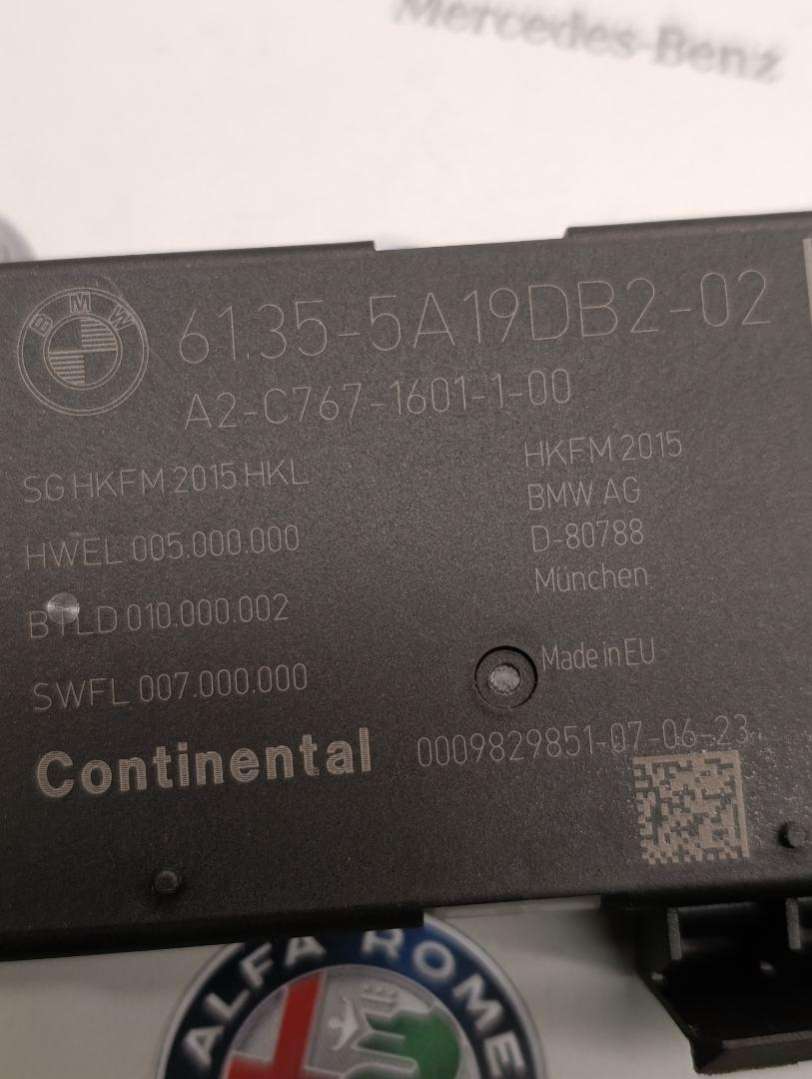 Mercedes-Benz
BMW
61.35-5A19DB2-02
A2-C767-1601-1-00
SG HKFM 2015 HKL
HWEL 005.000.000
BTLD 010.000.002
SWFL 007.000.000
HKFM 2015
BMW AG
D-80788
München
Made in EU
Continental
0009829851-07-06-23
ALFA ROME